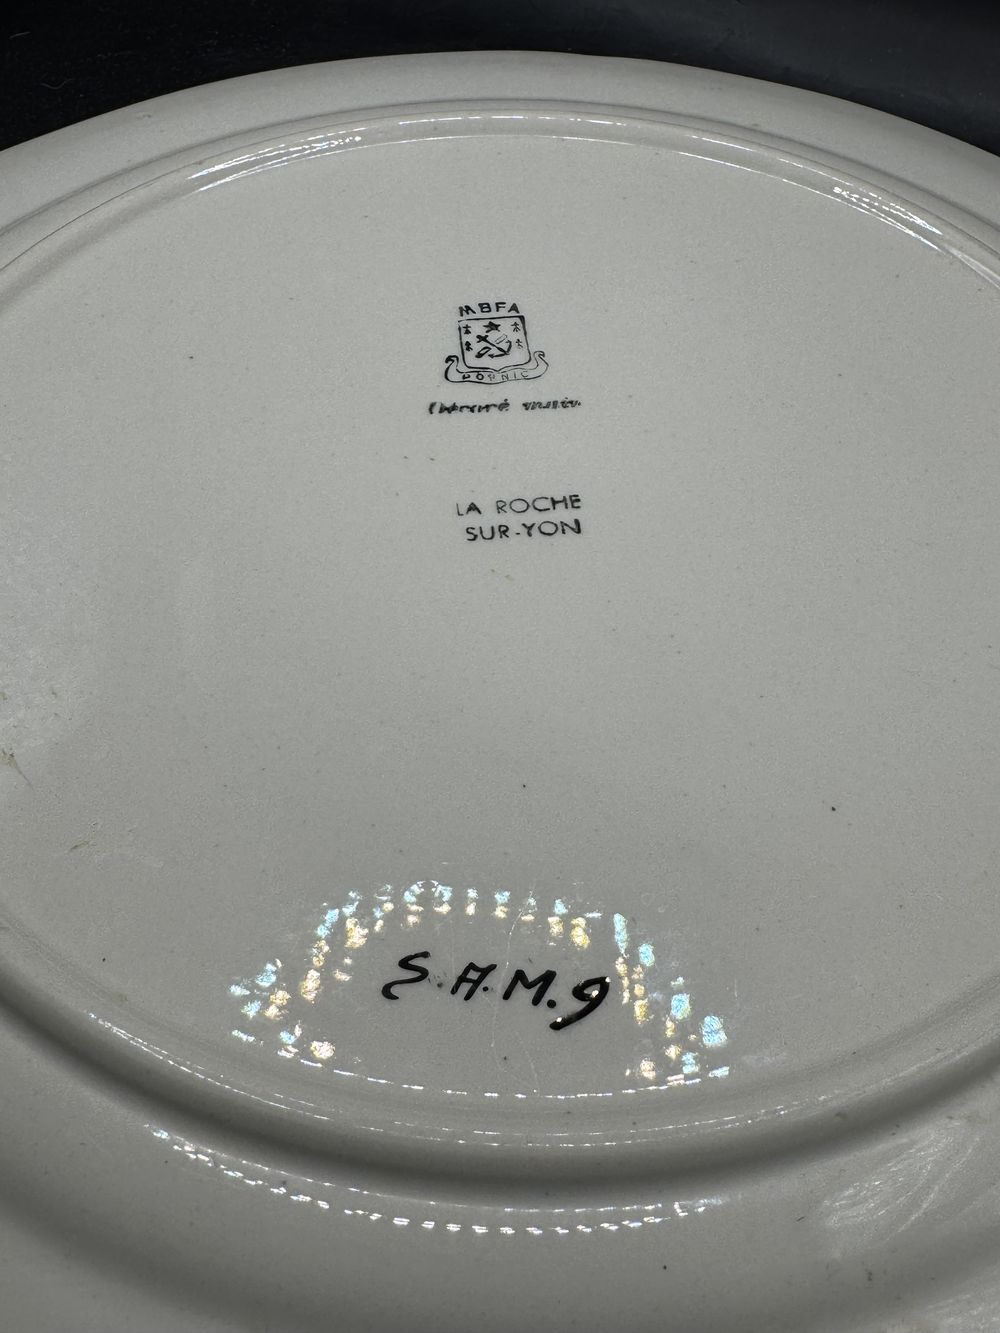 MBFA
PORNIC
LA ROCHE
SUR-YON
S.A.M. 9